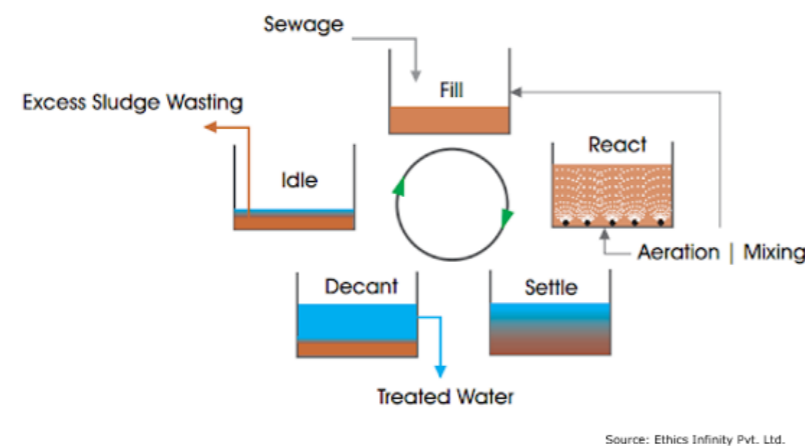 Sewage
Fill
Excess Sludge Wasting
React
Idle
Aeration | Mixing
Decant
Settle
Treated Water
Source: Ethics Infinity Pvt. Ltd.